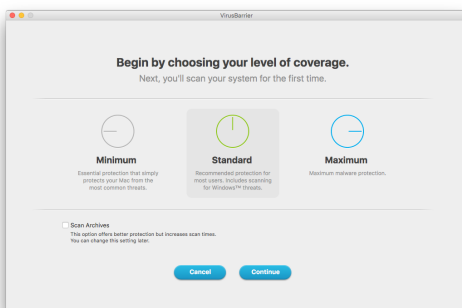 VirusBarrier
Begin by choosing your level of coverage.
Next, you'll scan your system for the first time.
Minimum
Essential protection that simply
protects your Mac from the
most common threats.
Standard
Recommended protection for
most users. Includes scanning
for Windows™ threats.
Maximum
Maximum malware protection.
Scan Archives
This option offers better protection but increases scan times.
You can change this setting later.
Cancel
Continue